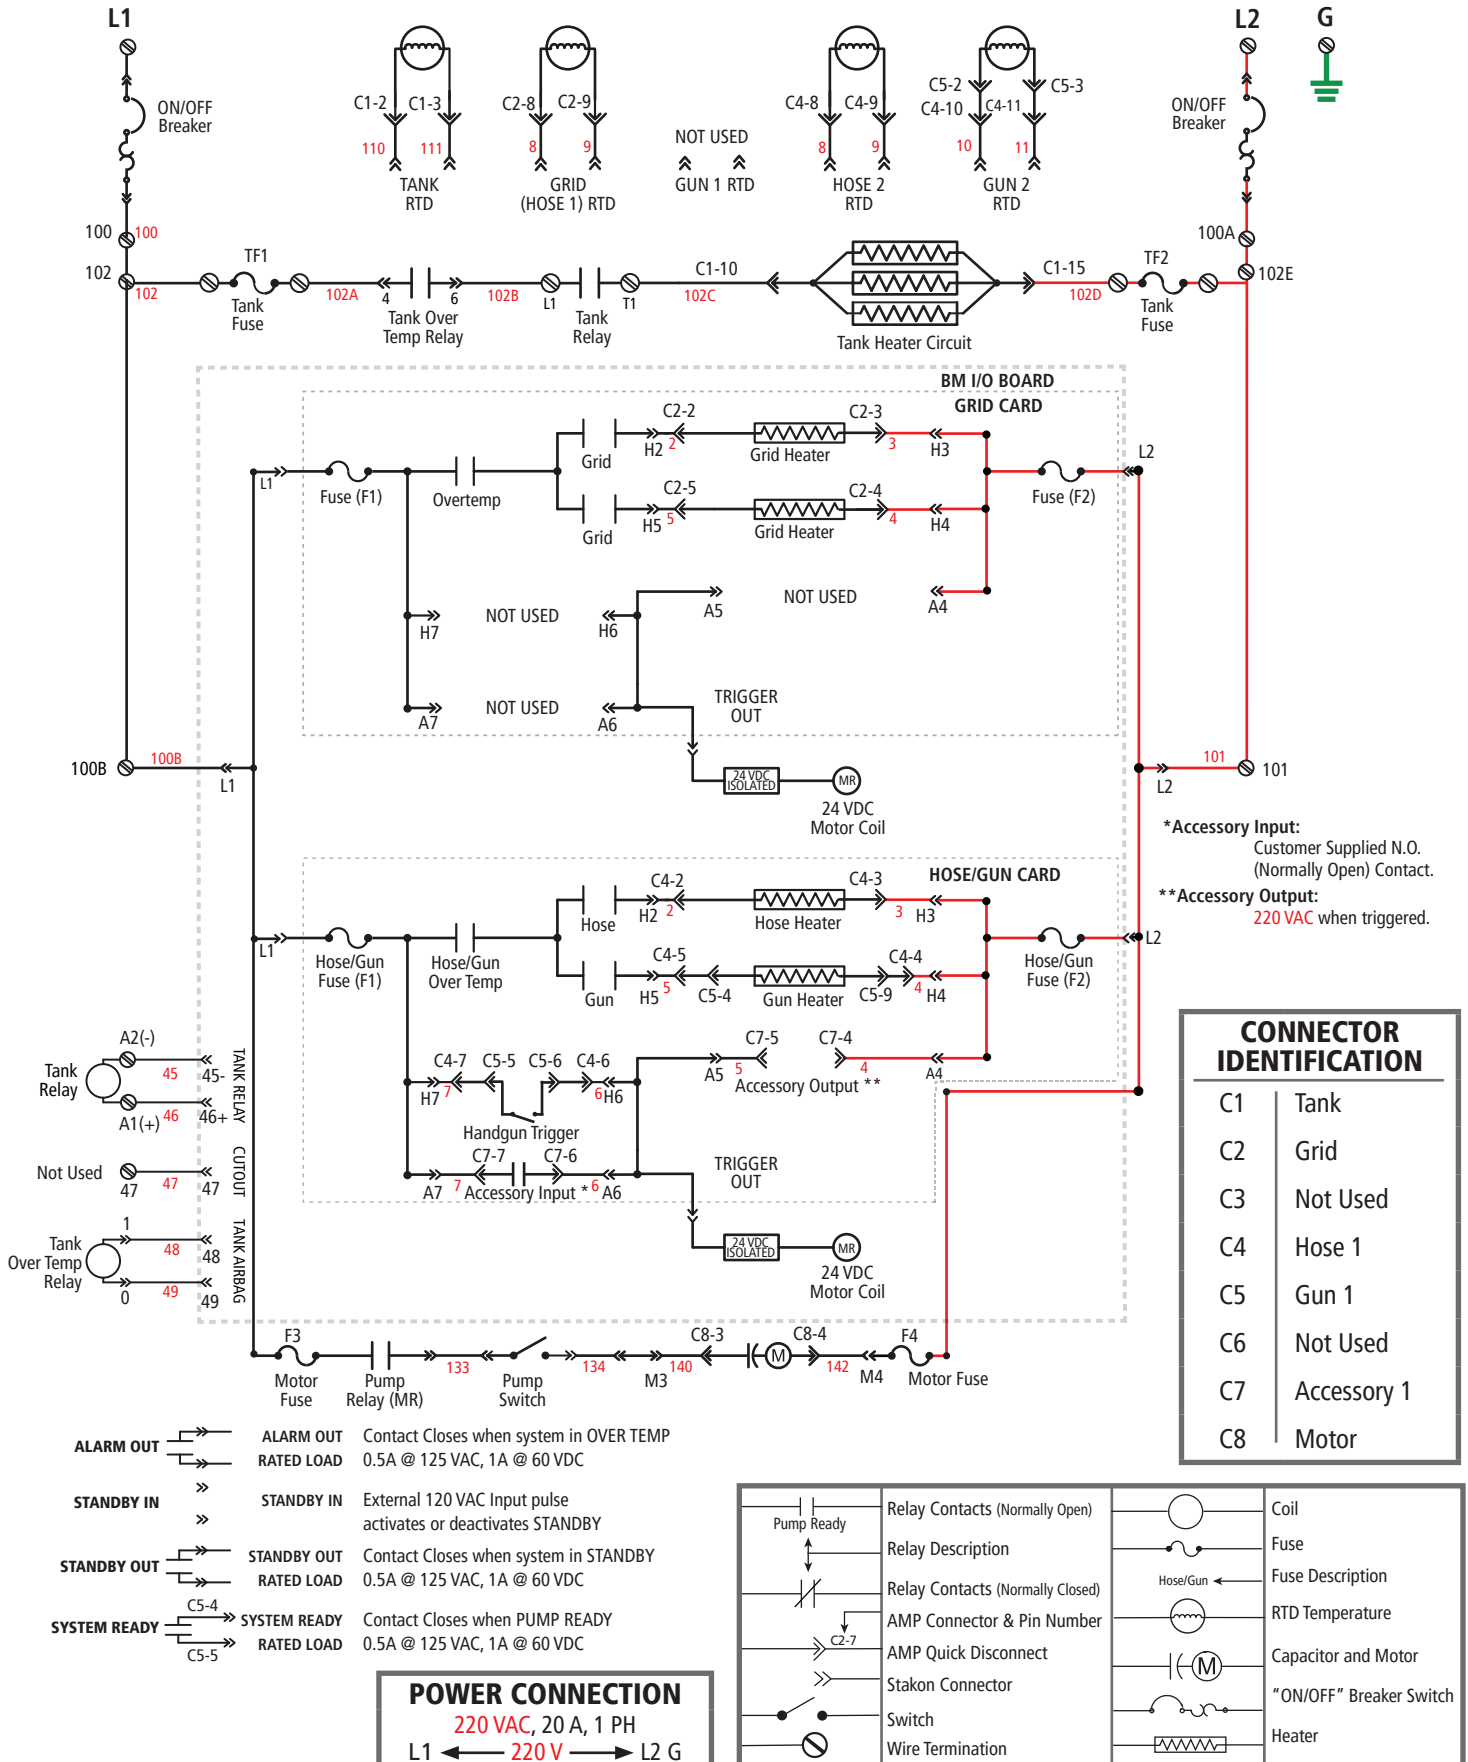 L1
L2
G
ON/OFF
Breaker
C1-2
C1-3
110
111
TANK
RTD
C2-8
C2-9
8
9
GRID
(HOSE 1) RTD
NOT USED
GUN 1 RTD
C4-8
C4-9
8
9
HOSE 2
RTD
C5-2
C5-3
C4-10
C4-11
10
11
GUN 2
RTD
ON/OFF
Breaker
100
100
100A
102
102
TF1
Tank
Fuse
102A
4
6
Tank Over
Temp Relay
102B
L1
T1
Tank
Relay
C1-10
102C
Tank Heater Circuit
C1-15
102D
TF2
Tank
Fuse
102E
BM I/O BOARD
GRID CARD
L1
Fuse (F1)
Overtemp
Grid
C2-2
H2
2
Grid Heater
C2-3
3
H3
Grid
C2-5
H5
5
Grid Heater
C2-4
4
H4
Fuse (F2)
L2
H7
NOT USED
H6
A5
NOT USED
A4
A7
NOT USED
A6
TRIGGER
OUT
24 VDC
ISOLATED
MR
24 VDC
Motor Coil
100B
100B
L1
101
101
L2
*Accessory Input:
Customer Supplied N.O.
(Normally Open) Contact.
**Accessory Output:
220 VAC when triggered.
HOSE/GUN CARD
L1
Hose/Gun
Fuse (F1)
Hose/Gun
Over Temp
Hose
C4-2
H2
2
Hose Heater
C4-3
3
H3
Gun
C4-5
H5
5
C5-4
Gun Heater
C5-9
C4-4
4
H4
Hose/Gun
Fuse (F2)
L2
C4-7
C5-5
C5-6
C4-6
H7
7
6
H6
Handgun Trigger
C7-5
C7-4
A5
5
4
A4
Accessory Output **
C7-7
C7-6
A7
7
Accessory Input *
6
A6
TRIGGER
OUT
24 VDC
ISOLATED
MR
24 VDC
Motor Coil
A2(-)
Tank
Relay
45
45-
A1(+)
46
46+
TANK RELAY
Not Used
47
47
47
CUTOUT
1
Tank
Over Temp
Relay
48
48
0
49
49
TANK AIRBAG
F3
Motor
Fuse
Pump
Relay (MR)
133
Pump
Switch
134
M3
140
C8-3
M
C8-4
142
M4
F4
Motor Fuse
CONNECTOR
IDENTIFICATION
C1 Tank
C2 Grid
C3 Not Used
C4 Hose 1
C5 Gun 1
C6 Not Used
C7 Accessory 1
C8 Motor
ALARM OUT
ALARM OUT Contact Closes when system in OVER TEMP
RATED LOAD 0.5A @ 125 VAC, 1A @ 60 VDC
STANDBY IN
STANDBY IN External 120 VAC Input pulse
activates or deactivates STANDBY
STANDBY OUT
STANDBY OUT Contact Closes when system in STANDBY
RATED LOAD 0.5A @ 125 VAC, 1A @ 60 VDC
SYSTEM READY
C5-4
C5-5
SYSTEM READY Contact Closes when PUMP READY
RATED LOAD 0.5A @ 125 VAC, 1A @ 60 VDC
POWER CONNECTION
220 VAC, 20 A, 1 PH
L1 220 V L2 G
Pump Ready
Relay Contacts (Normally Open)
Relay Description
Relay Contacts (Normally Closed)
AMP Connector & Pin Number
C2-7
AMP Quick Disconnect
Stakon Connector
Switch
Wire Termination
Coil
Fuse
Hose/Gun
Fuse Description
RTD Temperature
M
Capacitor and Motor
"ON/OFF" Breaker Switch
Heater